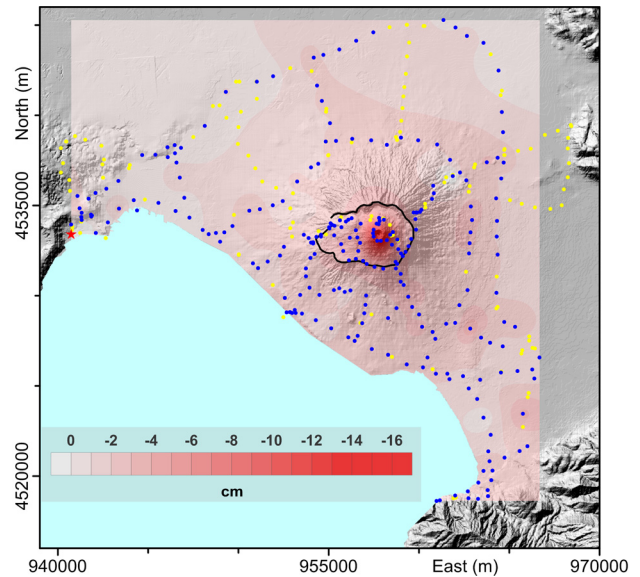 North (m)
4535000
4520000
0 -2 -4 -6 -8 -10 -12 -14 -16
cm
940000 955000 East (m) 970000